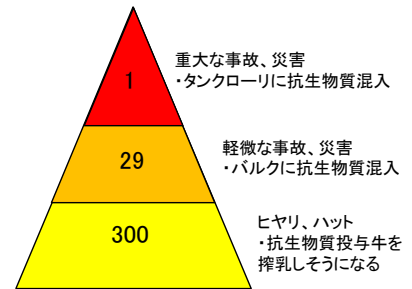 1
重大な事故、災害
・タンクローリに抗生物質混入
29
軽微な事故、災害
・バルクに抗生物質混入
300
ヒヤリ、ハット
・抗生物質投与牛を
搾乳しそうになる